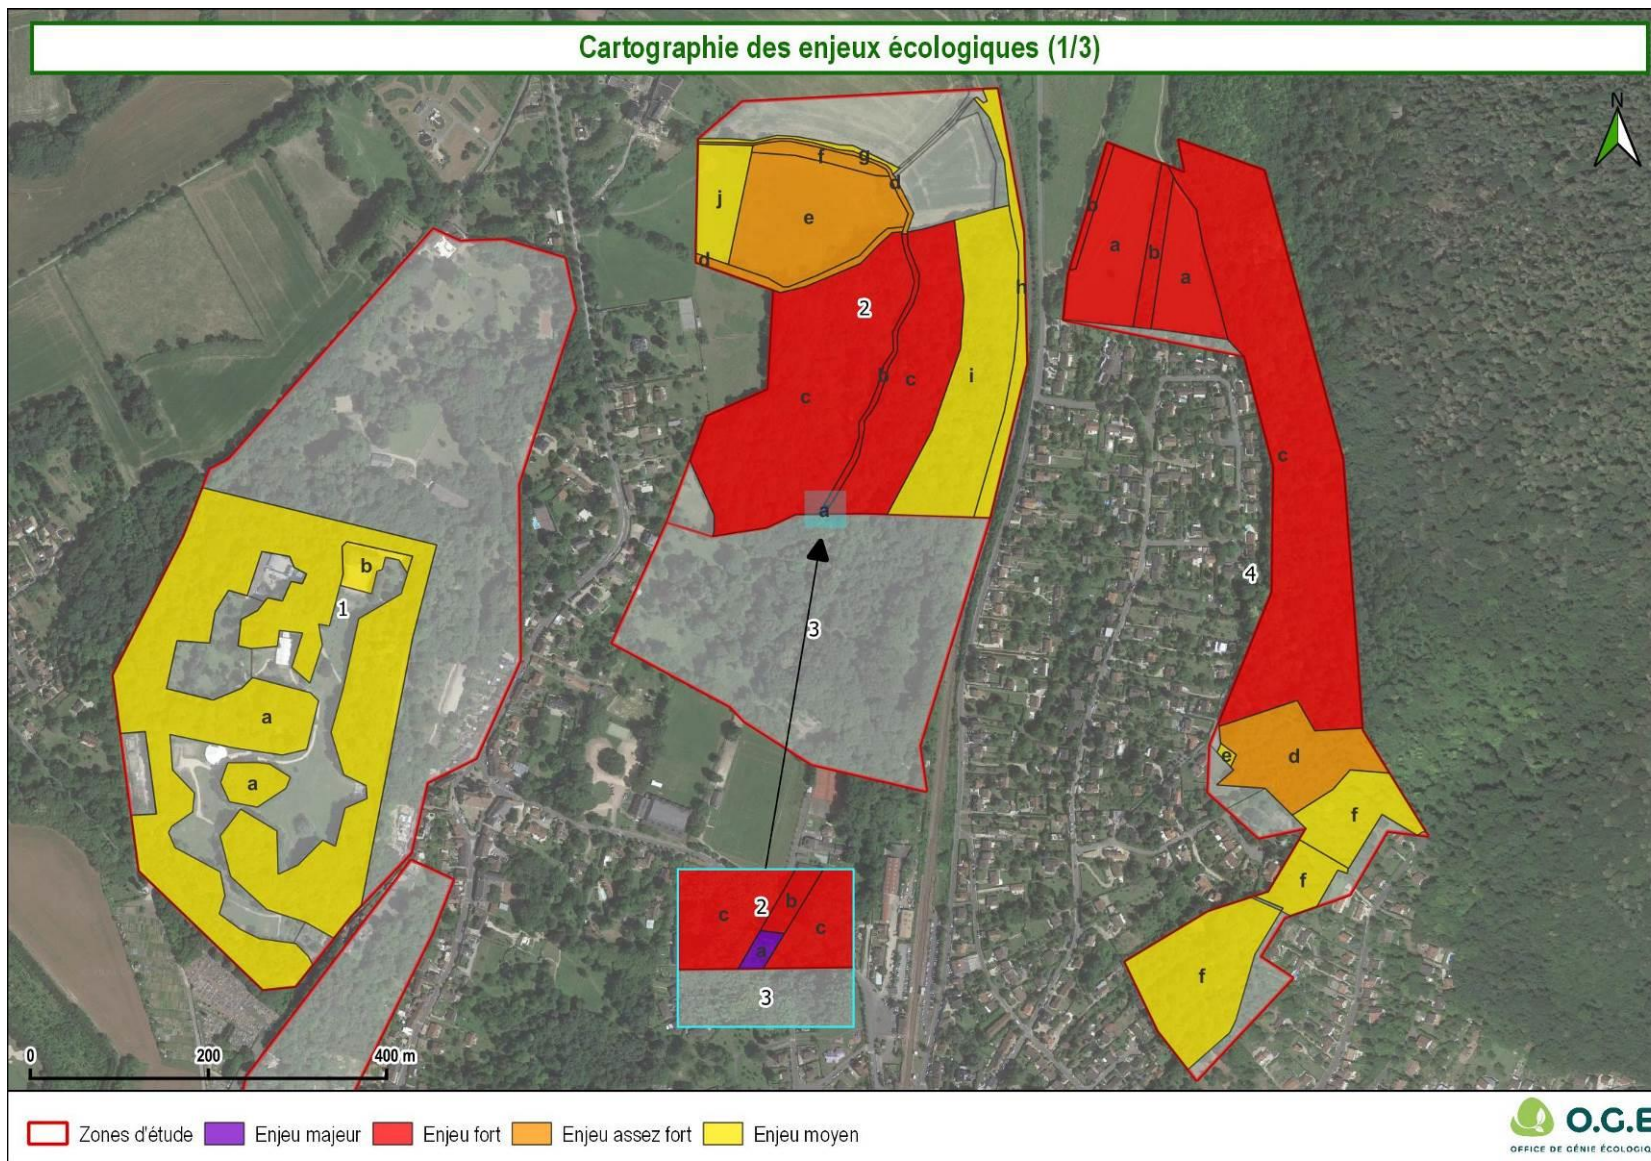 Cartographie des enjeux écologiques (1/3)
N
g
f
d
j
e
d
h
2
b
c
c
i
a
b
a
b
a
c
4
b
1
3
a
a
d
e
f
f
f
2
b
c
c
a
3
0
200
400 m
Zones d'étude
Enjeu majeur
Enjeu fort
Enjeu assez fort
Enjeu moyen
O.G.E
OFFICE DE GÉNIE ÉCOLOGIQU